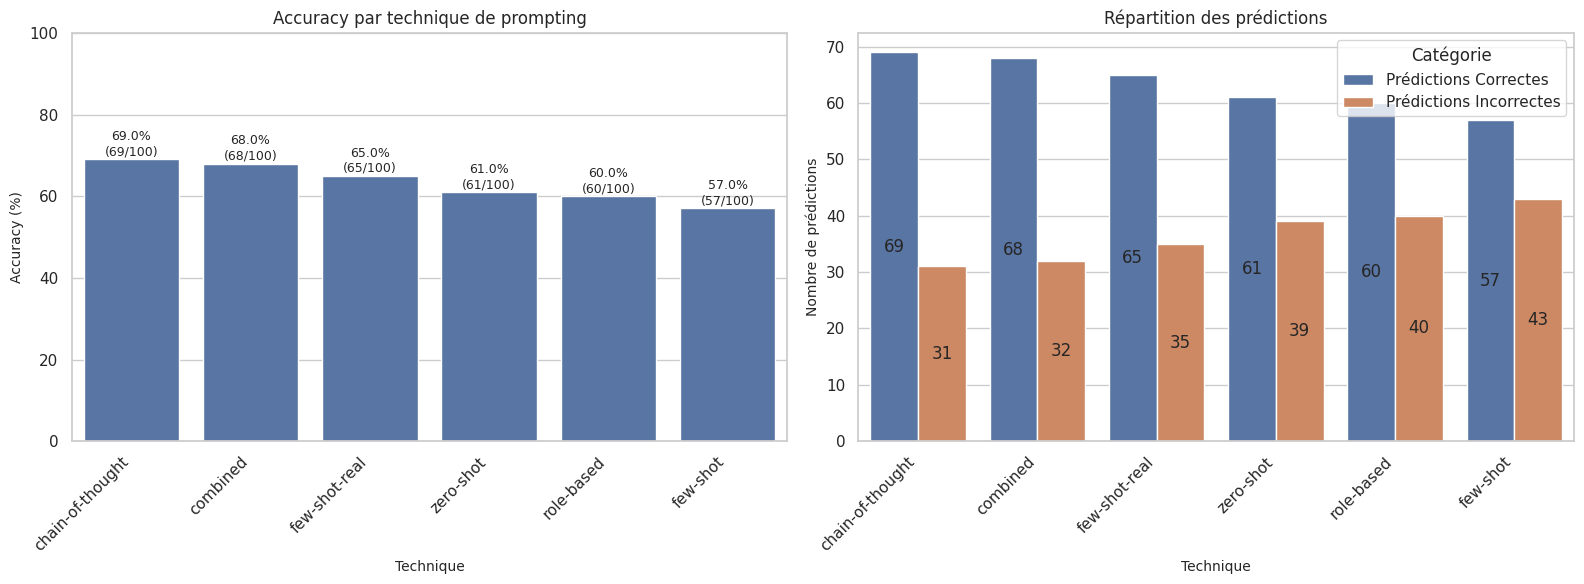 Accuracy par technique de prompting
Accuracy (%)
100
80
60
40
20
0
69.0%
(69/100)
68.0%
(68/100)
65.0%
(65/100)
61.0%
(61/100)
60.0%
(60/100)
57.0%
(57/100)
chain-of-thought
combined
few-shot-real
zero-shot
role-based
few-shot
Technique
Répartition des prédictions
Nombre de prédictions
70
60
50
40
30
20
10
0
Catégorie
Prédictions Correctes
Prédictions Incorrectes
69
31
68
32
65
35
61
39
60
40
57
43
chain-of-thought
combined
few-shot-real
zero-shot
role-based
few-shot
Technique